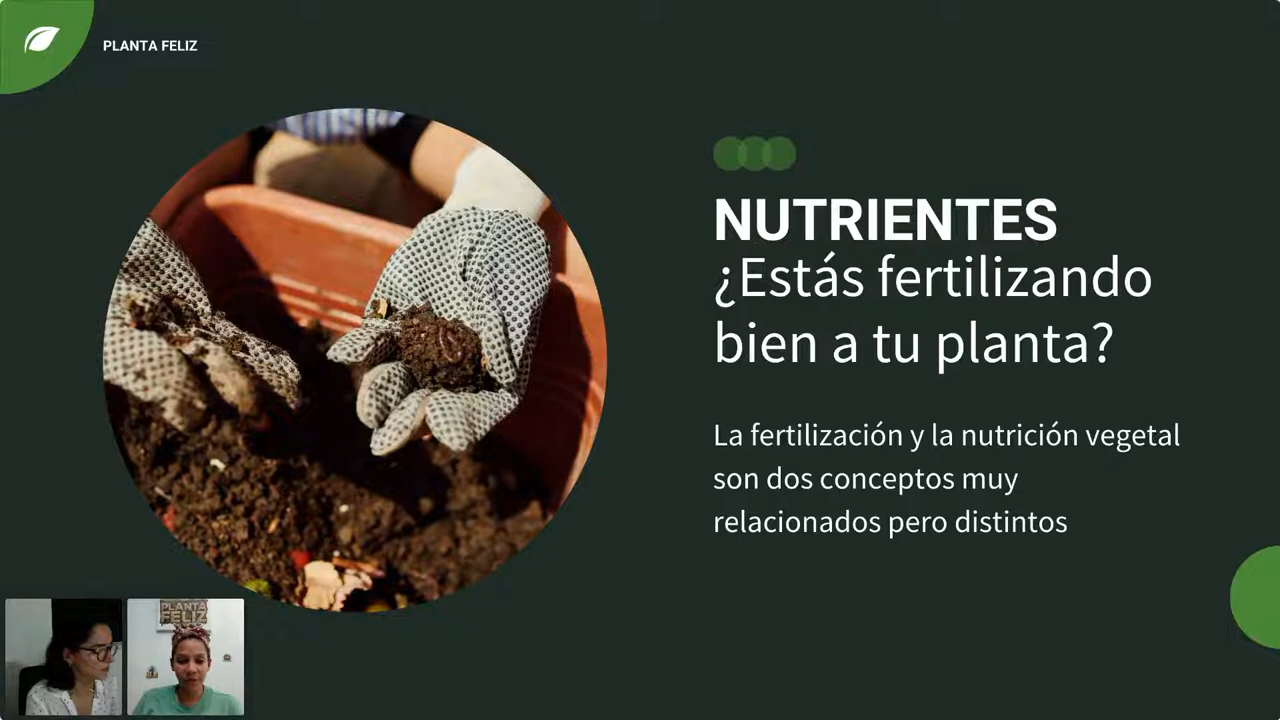 PLANTA FELIZ
NUTRIENTES
¿Estás fertilizando
bien a tu planta?
La fertilización y la nutrición vegetal
son dos conceptos muy
relacionados pero distintos
PLANTA
FELIZ